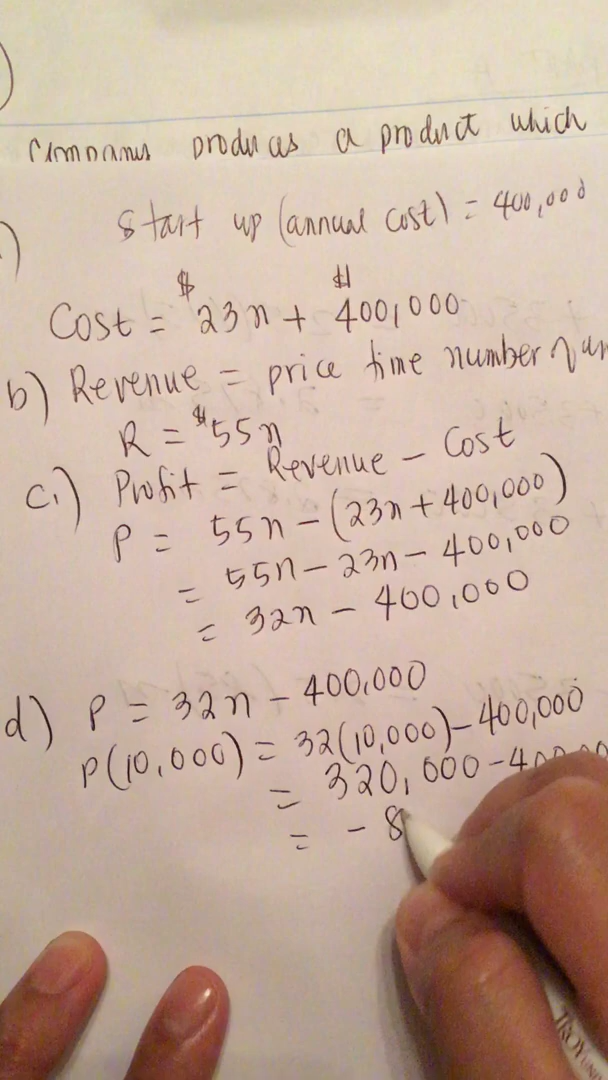 produces a product which
start up (annual cost) = 400,000
Cost = $23n + $400,000
b) Revenue = price time number
R = $55n
c.) Profit = Revenue - Cost
P = 55n - (23n + 400,000)
= 55n - 23n - 400,000
= 32n - 400,000
d) P = 32n - 400,000
P(10,000) = 32(10,000) - 400,000
= 320,000 -
= - 8